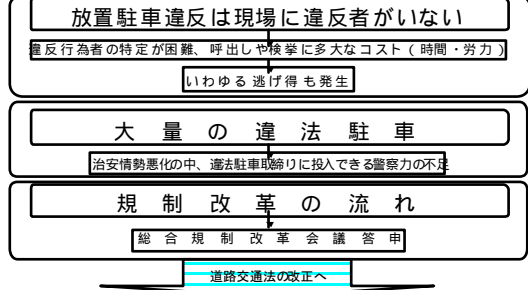 放置駐車違反は現場に違反者がいない
違反行為者の特定が困難、呼出しや検挙に多大なコスト（時間・労力）
いわゆる逃げ得も発生
大量の違法駐車
治安情勢悪化の中、違法駐車取締りに投入できる警察力の不足
規制改革の流れ
総合規制改革会議答申
道路交通法の改正へ